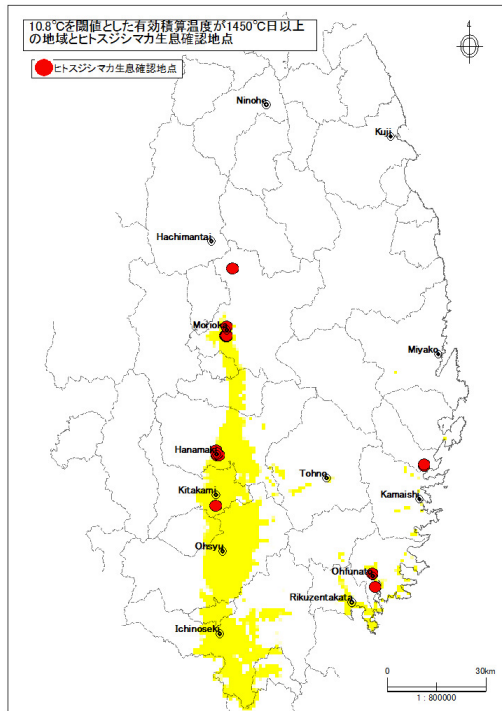 10.8℃を閾値とした有効積算温度が1450℃日以上
の地域とヒトスジシマカ生息確認地点
ヒトスジシマカ生息確認地点
4
Ninohe
Kuji
Hachimantai
Morioka
Miyako
Hanamaki
Tohno
Kitakami
Kamaishi
Ohsyu
Ohfunato
Rikuzentakata
Ichinoseki
0 30km
1 : 800000